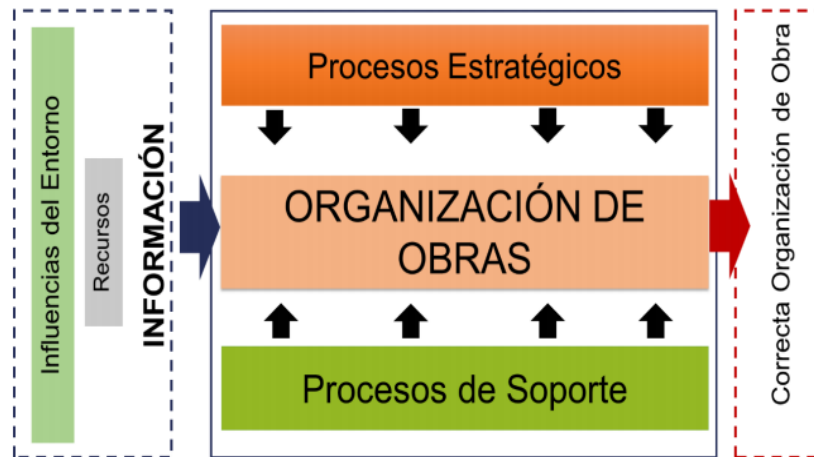 Influencias del Entorno
Recursos
INFORMACIÓN
Procesos Estratégicos
ORGANIZACIÓN DE
OBRAS
Procesos de Soporte
Correcta Organización de Obra